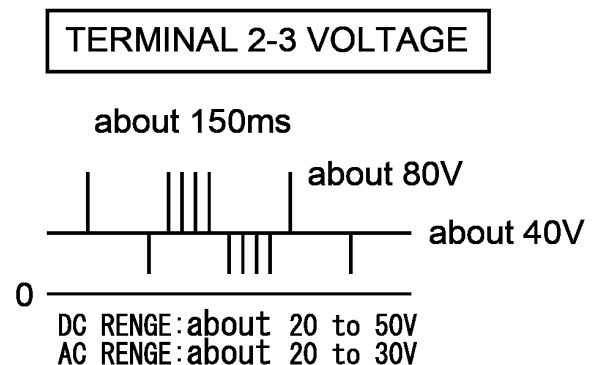 TERMINAL 2-3 VOLTAGE
about 150ms
about 80V
about 40V
0
DC RENGE:about 20 to 50V
AC RENGE:about 20 to 30V